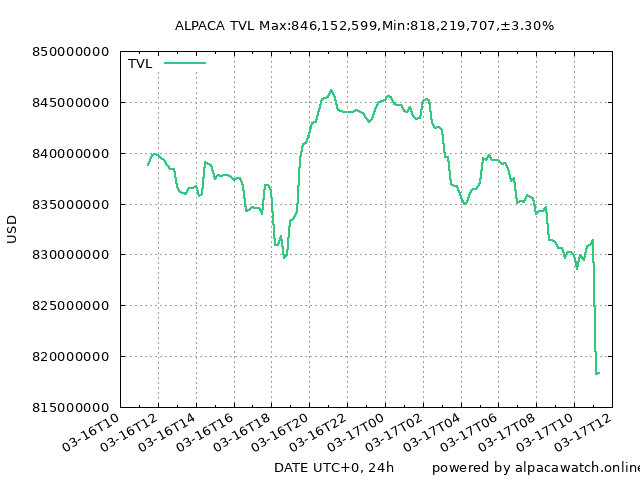 ALPACA TVL Max:846,152,599,Min:818,219,707,±3.30%
TVL
850000000
845000000
840000000
835000000
830000000
825000000
820000000
815000000
USD
03-16T10
03-16T12
03-16T14
03-16T16
03-16T18
03-16T20
03-16T22
03-17T00
03-17T02
03-17T04
03-17T06
03-17T08
03-17T10
03-17T12
DATE UTC+0, 24h
powered by alpacawatch.online